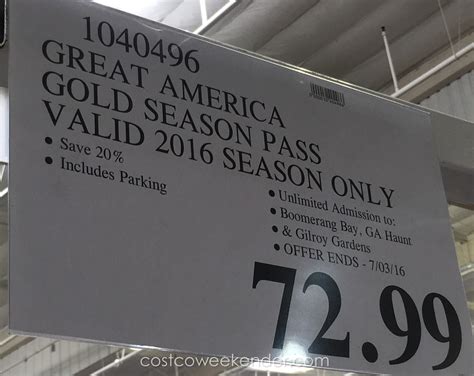 1040496
GREAT AMERICA
GOLD SEASON PASS
VALID 2016 SEASON ONLY
• Save 20%
• Includes Parking
• Unlimited Admission to:
• Boomerang Bay, GA Haunt
• & Gilroy Gardens
• OFFER ENDS - 7/03/16
72.99
costcoweekender.com